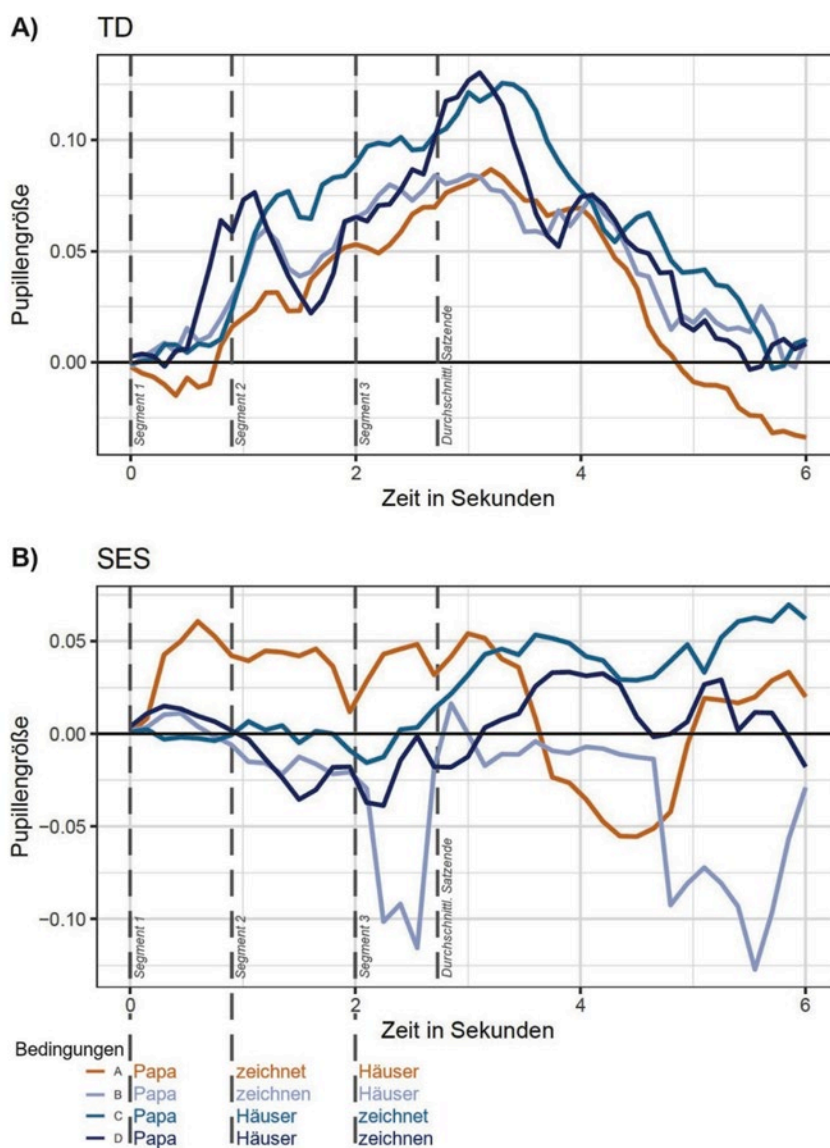 A) TD
Pupillengröße
0.10
0.05
0.00
Segment 1
Segment 2
Segment 3
Durchschnittl. Satzende
0 2 4 6
Zeit in Sekunden
B) SES
Pupillengröße
0.05
0.00
−0.05
−0.10
Segment 1
Segment 2
Segment 3
Durchschnittl. Satzende
0 2 4 6
Zeit in Sekunden
Bedingungen
A Papa zeichnet Häuser
B Papa zeichnen Häuser
C Papa Häuser zeichnet
D Papa Häuser zeichnen